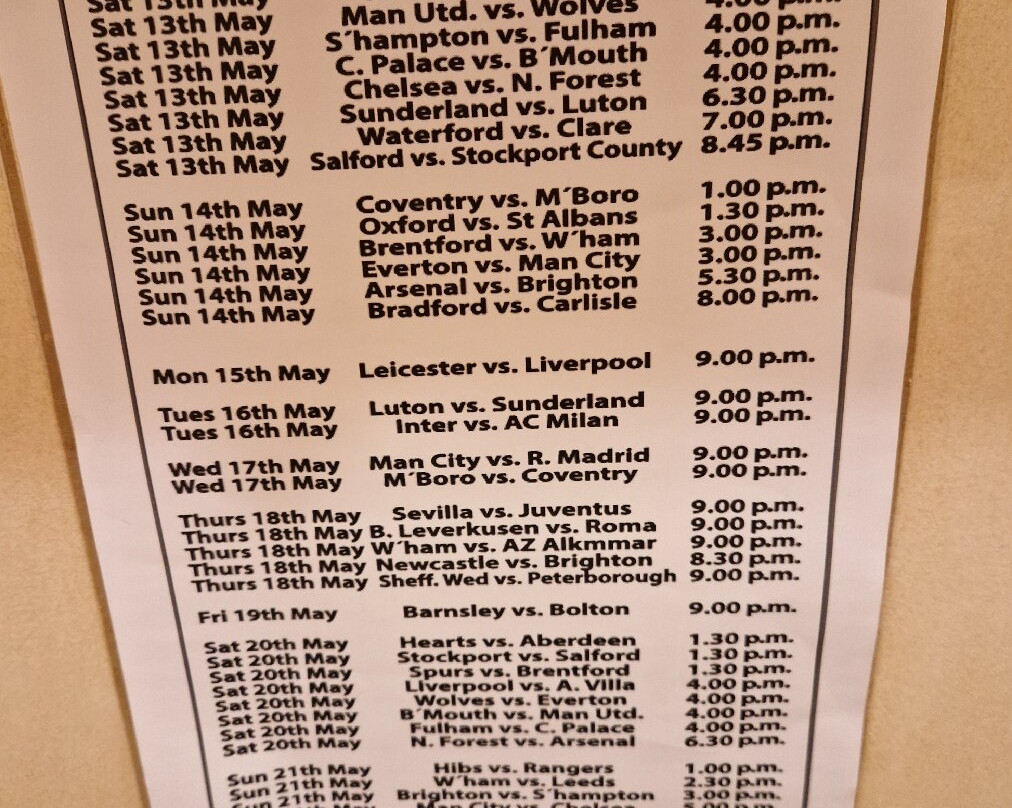 Sat 13th May
Sat 13th May Man Utd. vs. Wolves 4.00 p.m.
Sat 13th May S´hampton vs. Fulham 4.00 p.m.
Sat 13th May C. Palace vs. B´Mouth 4.00 p.m.
Sat 13th May Chelsea vs. N. Forest 4.00 p.m.
Sat 13th May Sunderland vs. Luton 6.30 p.m.
Sat 13th May Waterford vs. Clare 7.00 p.m.
Sat 13th May Salford vs. Stockport County 8.45 p.m.
Sun 14th May Coventry vs. M´Boro 1.00 p.m.
Sun 14th May Oxford vs. St Albans 1.30 p.m.
Sun 14th May Brentford vs. W´ham 3.00 p.m.
Sun 14th May Everton vs. Man City 3.00 p.m.
Sun 14th May Arsenal vs. Brighton 5.30 p.m.
Sun 14th May Bradford vs. Carlisle 8.00 p.m.
Mon 15th May Leicester vs. Liverpool 9.00 p.m.
Tues 16th May Luton vs. Sunderland 9.00 p.m.
Tues 16th May Inter vs. AC Milan 9.00 p.m.
Wed 17th May Man City vs. R. Madrid 9.00 p.m.
Wed 17th May M´Boro vs. Coventry 9.00 p.m.
Thurs 18th May Sevilla vs. Juventus 9.00 p.m.
Thurs 18th May B. Leverkusen vs. Roma 9.00 p.m.
Thurs 18th May W´ham vs. AZ Alkmmar 9.00 p.m.
Thurs 18th May Newcastle vs. Brighton 8.30 p.m.
Thurs 18th May Sheff. Wed vs. Peterborough 9.00 p.m.
Fri 19th May Barnsley vs. Bolton 9.00 p.m.
Sat 20th May Hearts vs. Aberdeen 1.30 p.m.
Sat 20th May Stockport vs. Salford 1.30 p.m.
Sat 20th May Spurs vs. Brentford 1.30 p.m.
Sat 20th May Liverpool vs. A. Villa 4.00 p.m.
Sat 20th May Wolves vs. Everton 4.00 p.m.
Sat 20th May B´Mouth vs. Man Utd. 4.00 p.m.
Sat 20th May Fulham vs. C. Palace 4.00 p.m.
Sat 20th May N. Forest vs. Arsenal 6.30 p.m.
Sun 21th May Hibs vs. Rangers 1.00 p.m.
Sun 21th May W´ham vs. Leeds 2.30 p.m.
Sun 21th May Brighton vs. S´hampton 3.00 p.m.
Man City vs. Chelsea 5.00 p.m.